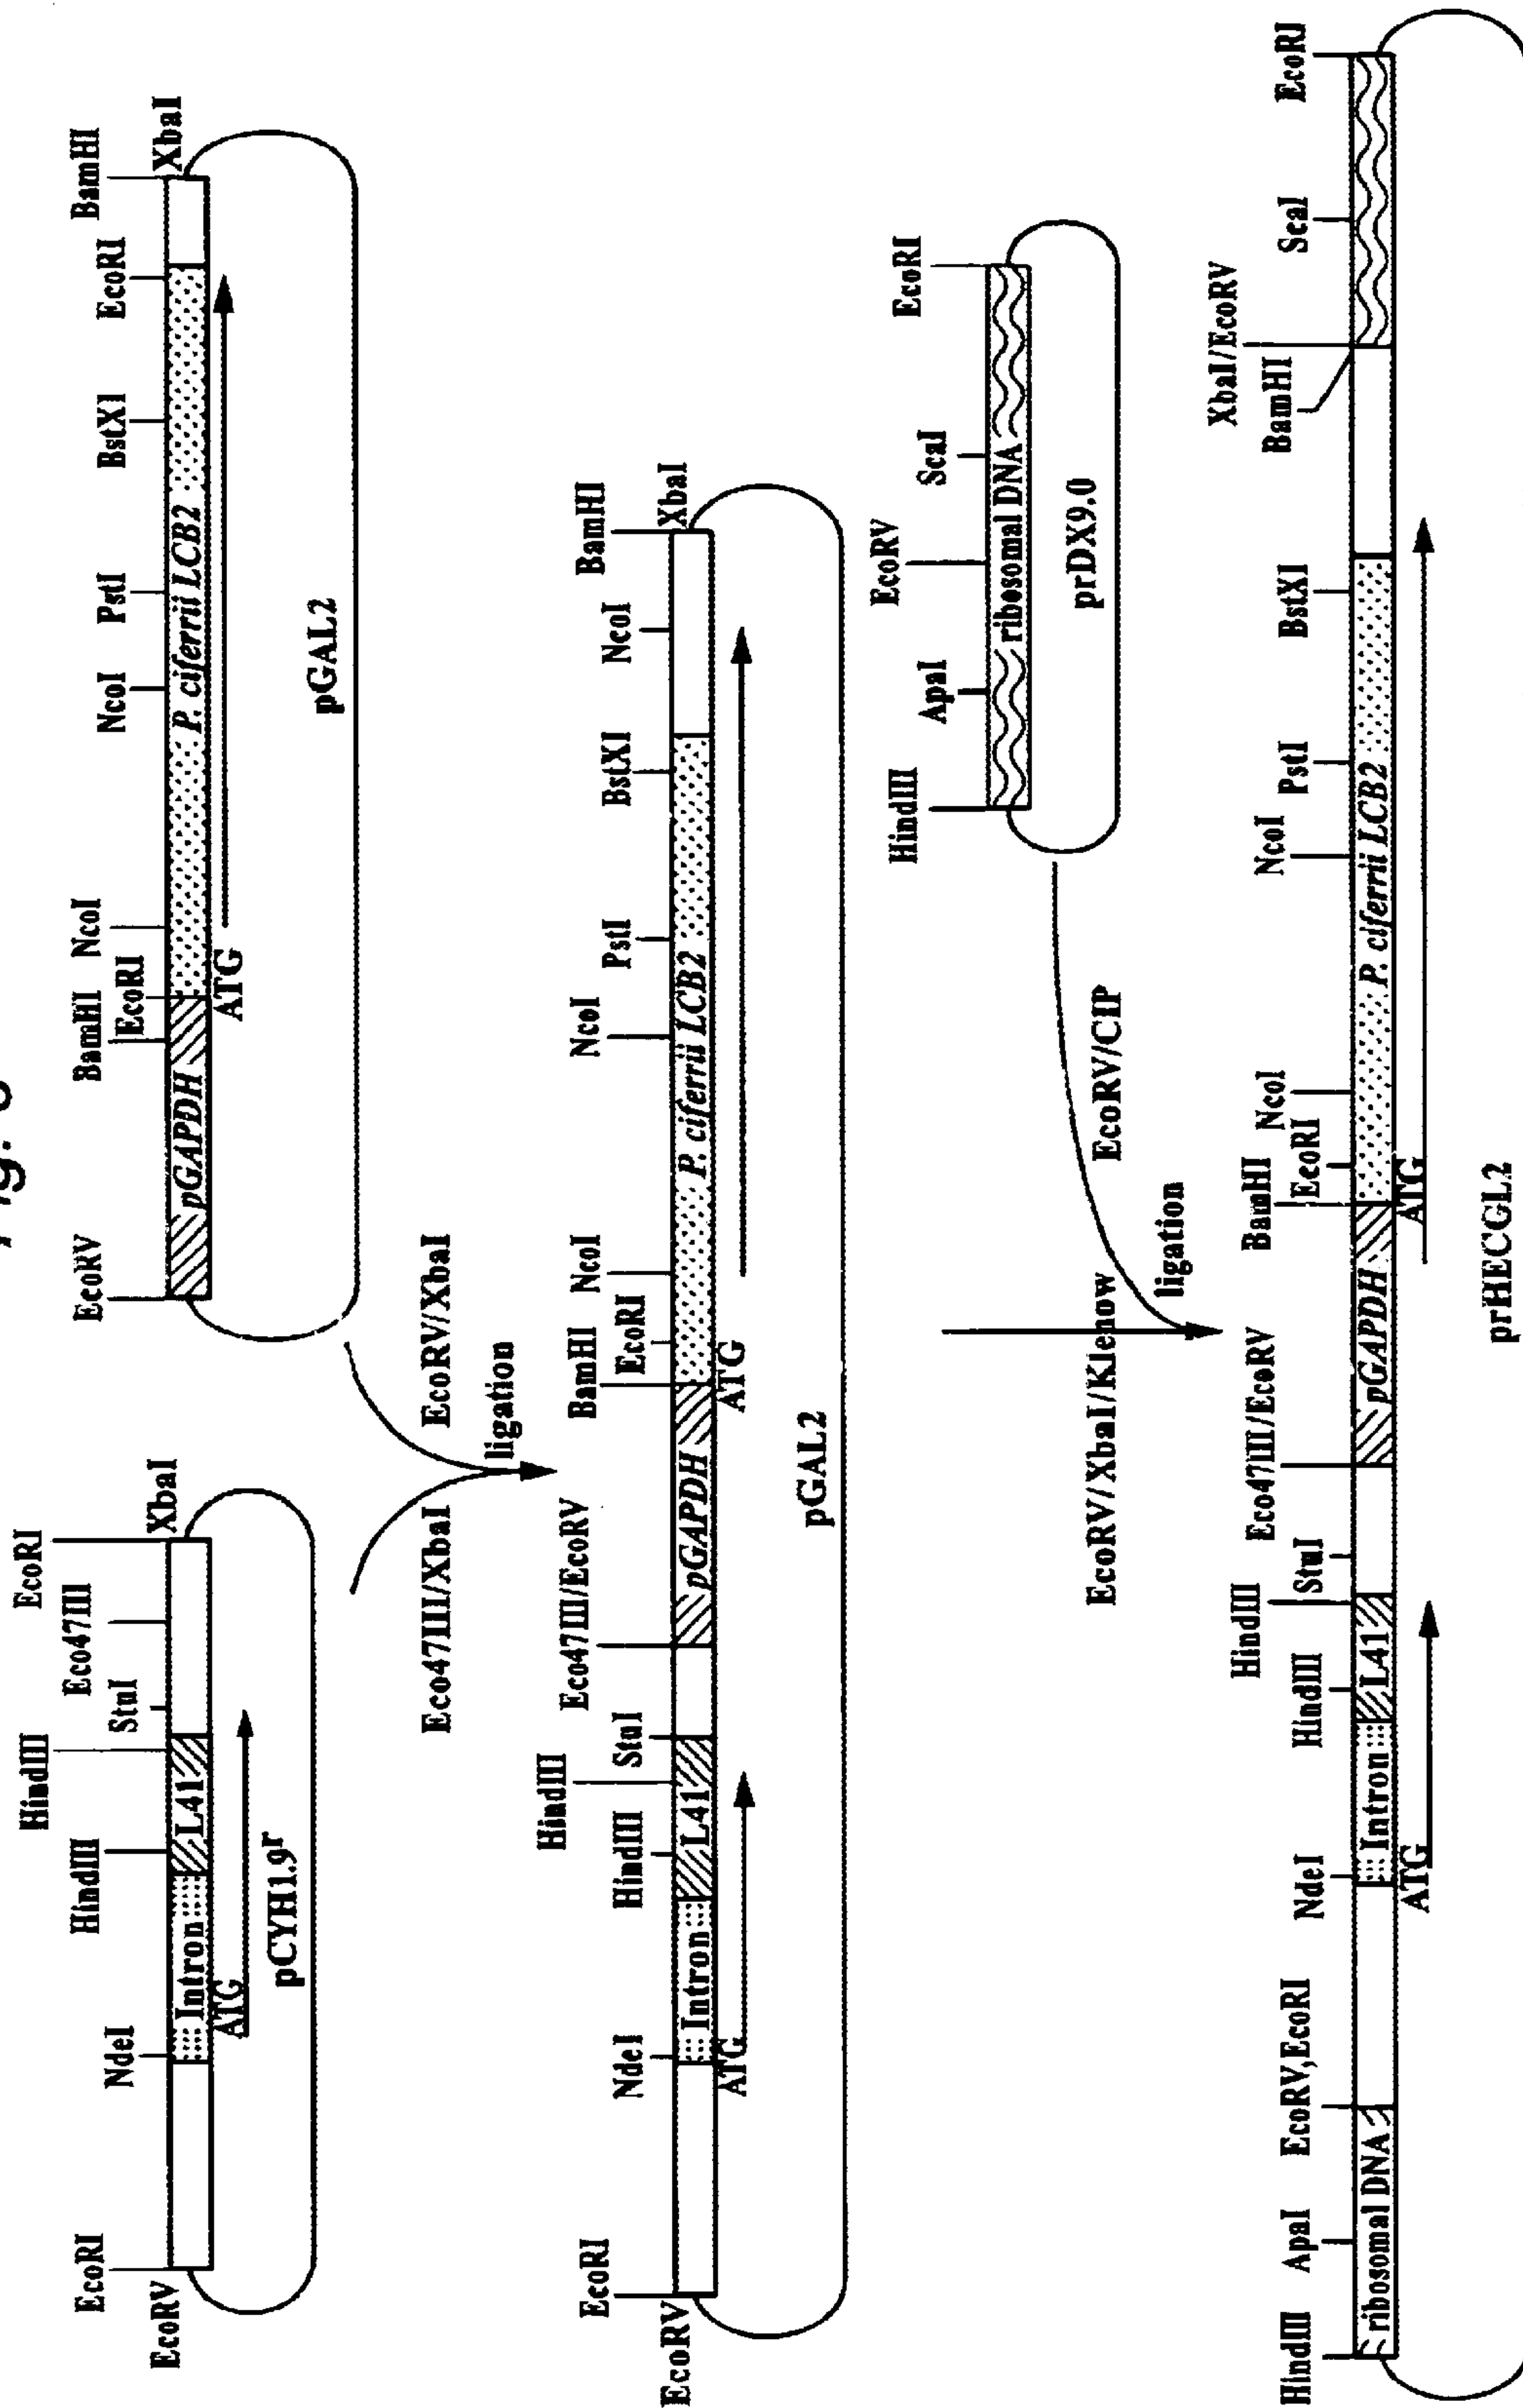 EcoRI
EcoRV
NdeI
HindIII
HindIII
StuI
Eco47III
EcoRI
XbaI
Intron
L41
ATG
pCYH1.9r
EcoRV
BamHI
EcoRI
NcoI
NcoI
PstI
BstXI
EcoRI
BamHI
XbaI
pGAPDH
P. ciferrii LCB2
ATG
pGAL2
Eco47III/XbaI
EcoRV/XbaI
ligation
EcoRI
EcoRV
NdeI
HindIII
HindIII
StuI
Eco47III/EcoRV
BamHI
EcoRI
NcoI
NcoI
PstI
BstXI
NcoI
BamHI
XbaI
Intron
L41
pGAPDH
P. ciferrii LCB2
ATG
ATG
pGAL2
HindIII
ApaI
EcoRV
ScaI
EcoRI
ribosomal DNA
prDX9.0
EcoRV/XbaI/Klenow
EcoRV/CIP
ligation
HindIII
ApaI
EcoRV,EcoRI
NdeI
HindIII
HindIII
StuI
Eco47III/EcoRV
BamHI
EcoRI
NcoI
NcoI
PstI
BstXI
BamHI
XbaI/EcoRV
ScaI
EcoRI
ribosomal DNA
Intron
L41
pGAPDH
P. ciferrii LCB2
ATG
ATG
prHECGL2